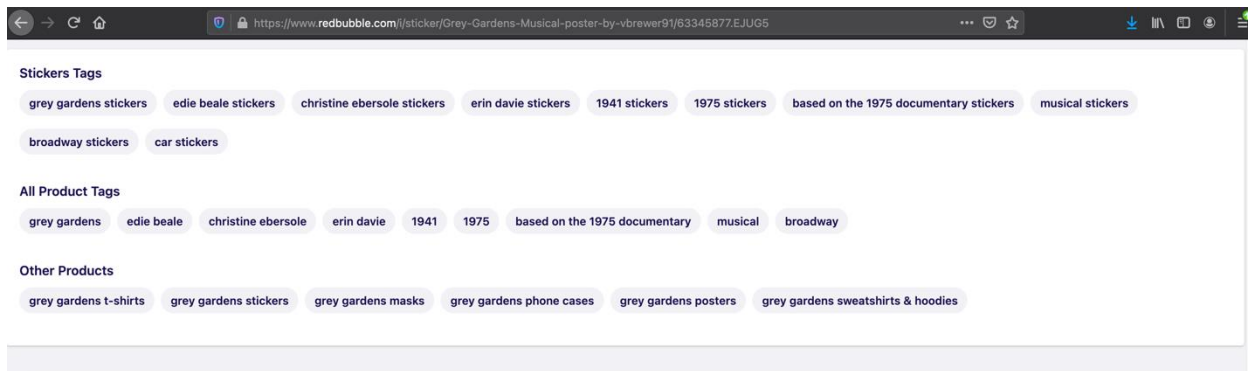 https://www.redbubble.com/i/sticker/Grey-Gardens-Musical-poster-by-vbrewer91/63345877.EJUG5
Stickers Tags
grey gardens stickers edie beale stickers christine ebersole stickers erin davie stickers 1941 stickers 1975 stickers based on the 1975 documentary stickers musical stickers
broadway stickers car stickers
All Product Tags
grey gardens edie beale christine ebersole erin davie 1941 1975 based on the 1975 documentary musical broadway
Other Products
grey gardens t-shirts grey gardens stickers grey gardens masks grey gardens phone cases grey gardens posters grey gardens sweatshirts & hoodies